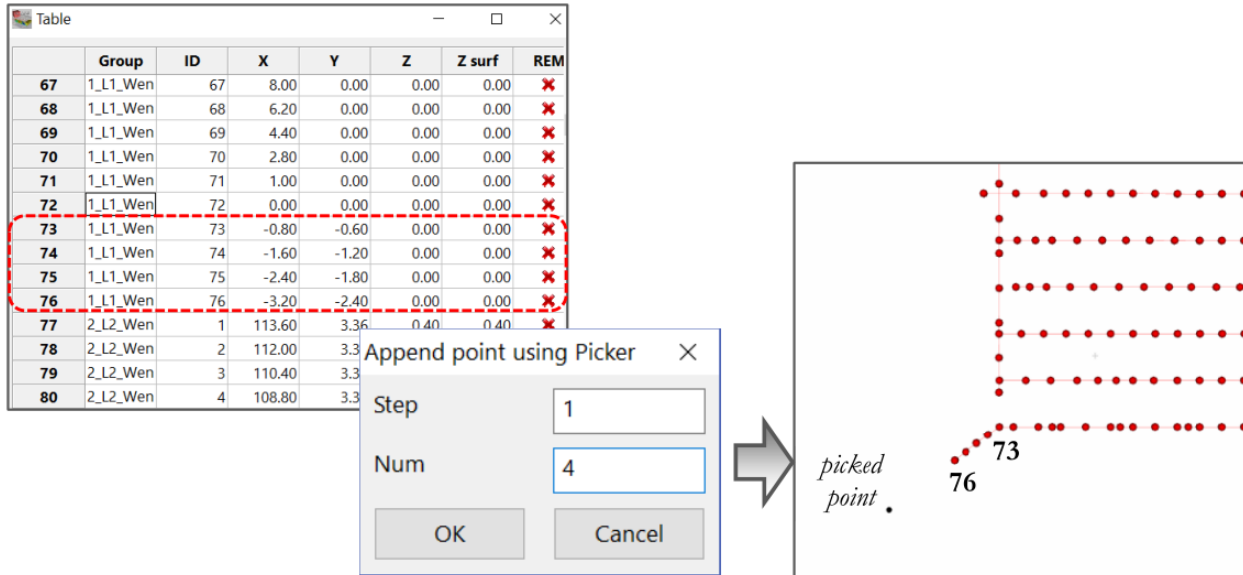 Table
Group ID X Y Z Z surf REM
67 1_L1_Wen 67 8.00 0.00 0.00 0.00
68 1_L1_Wen 68 6.20 0.00 0.00 0.00
69 1_L1_Wen 69 4.40 0.00 0.00 0.00
70 1_L1_Wen 70 2.80 0.00 0.00 0.00
71 1_L1_Wen 71 1.00 0.00 0.00 0.00
72 1_L1_Wen 72 0.00 0.00 0.00 0.00
73 1_L1_Wen 73 -0.80 -0.60 0.00 0.00
74 1_L1_Wen 74 -1.60 -1.20 0.00 0.00
75 1_L1_Wen 75 -2.40 -1.80 0.00 0.00
76 1_L1_Wen 76 -3.20 -2.40 0.00 0.00
77 2_L2_Wen 1 113.60 3.36 0.40 0.40
78 2_L2_Wen 2 112.00 3.3
79 2_L2_Wen 3 110.40 3.3
80 2_L2_Wen 4 108.80 3.3
Append point using Picker
Step 1
Num 4
OK Cancel
73
76
picked
point